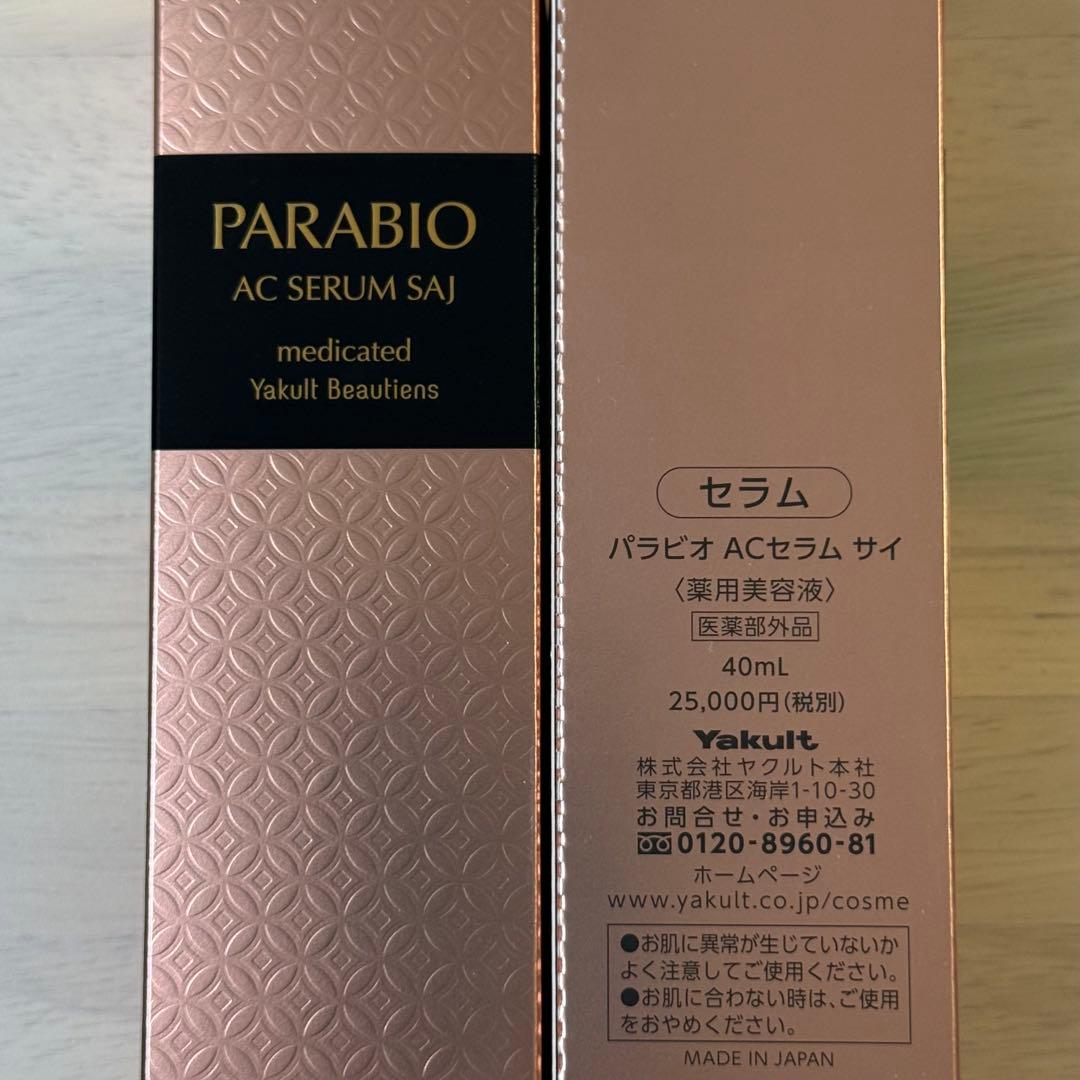 PARABIO
AC SERUM SAJ
medicated
Yakult Beautiens
セラム
パラビオ ACセラム サイ
〈薬用美容液〉
医薬部外品
40mL
25,000円(税別)
Yakult
株式会社ヤクルト本社
東京都港区海岸1-10-30
お問合せ・お申込み
0120-8960-81
ホームページ
www.yakult.co.jp/cosme
●お肌に異常が生じていないか
よく注意してご使用ください。
●お肌に合わない時は、ご使用
をおやめください。
MADE IN JAPAN